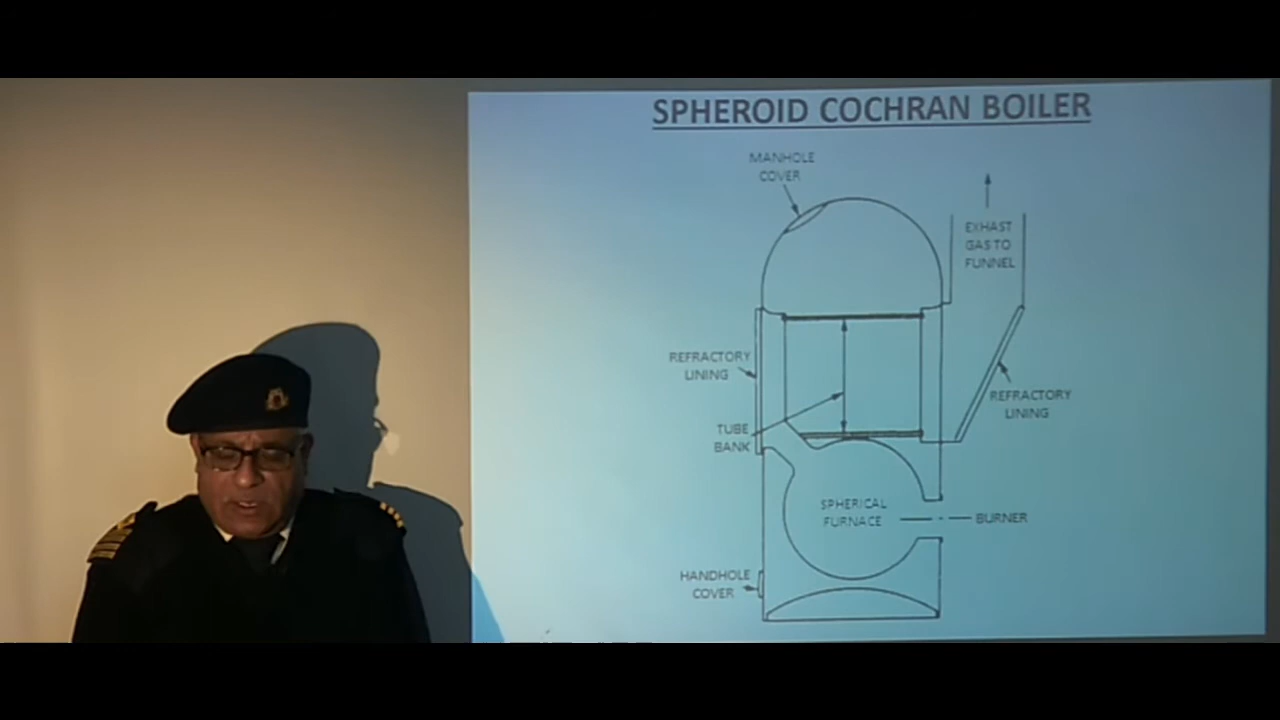 SPHEROID COCHRAN BOILER
MANHOLE
COVER
EXHAST
GAS TO
FUNNEL
REFRACTORY
LINING
REFRACTORY
LINING
TUBE
BANK
SPHERICAL
FURNACE
BURNER
HANDHOLE
COVER